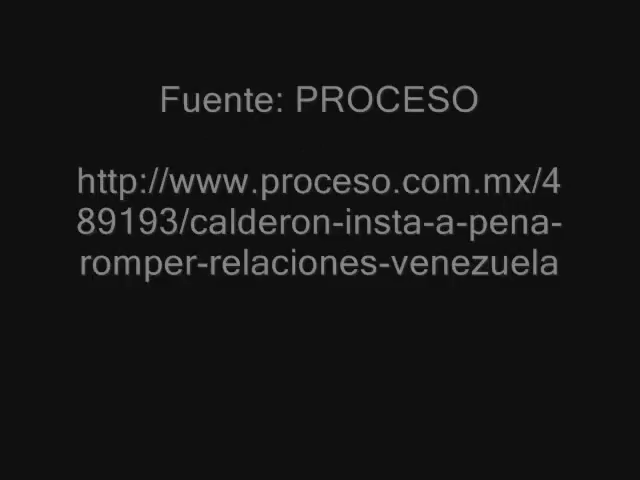 Fuente: PROCESO
http://www.proceso.com.mx/4
89193/calderon-insta-a-pena-
romper-relaciones-venezuela